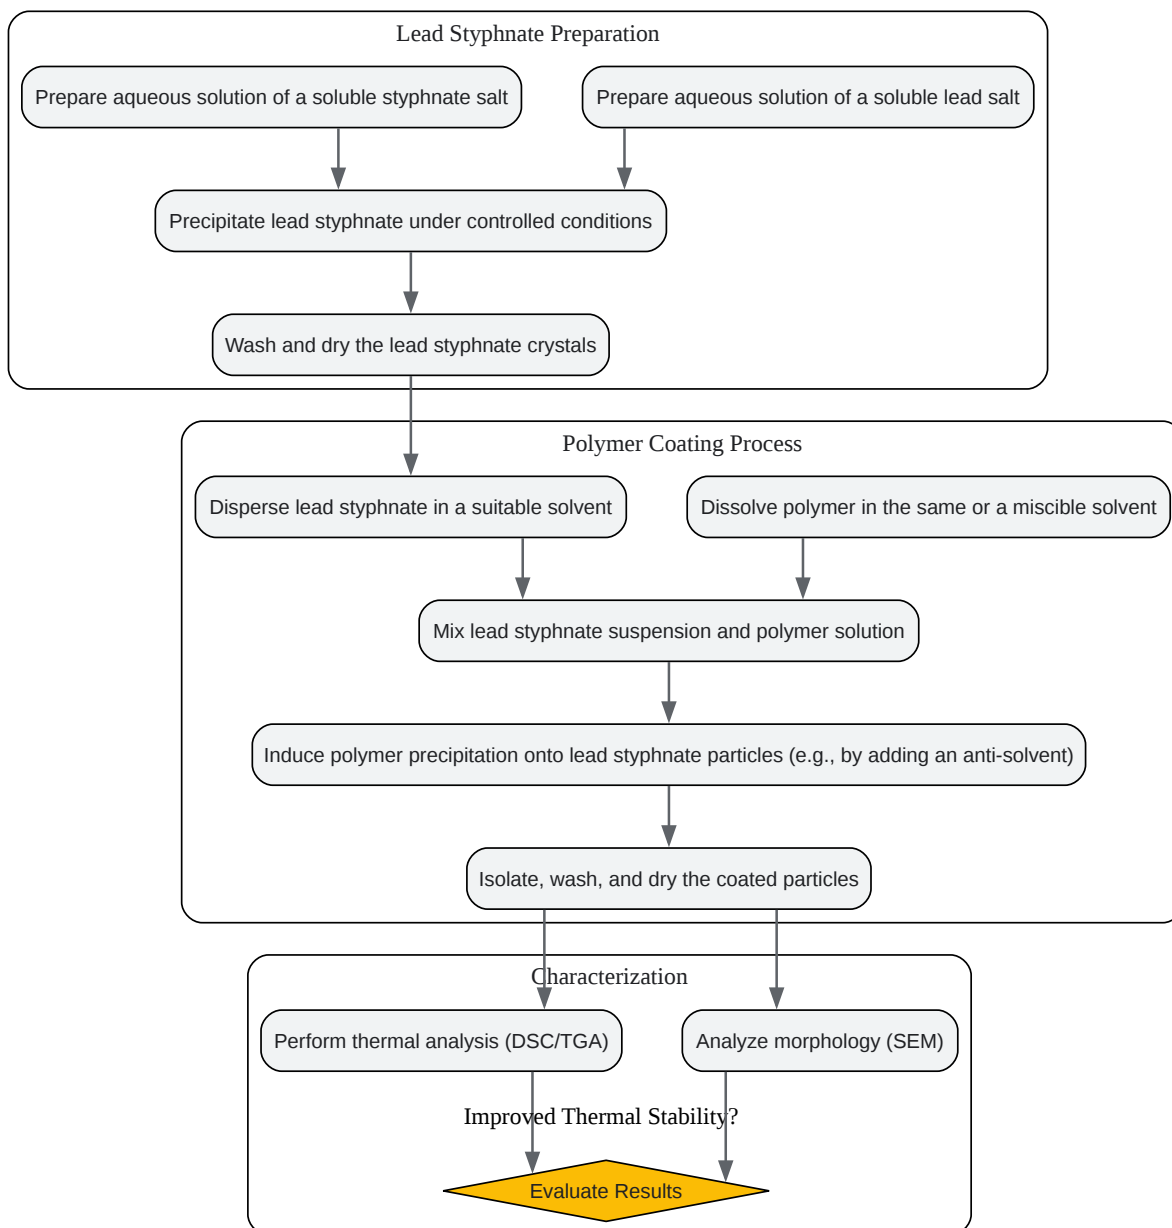 Lead Styphnate Preparation
Prepare aqueous solution of a soluble styphnate salt
Prepare aqueous solution of a soluble lead salt
Precipitate lead styphnate under controlled conditions
Wash and dry the lead styphnate crystals
Polymer Coating Process
Disperse lead styphnate in a suitable solvent
Dissolve polymer in the same or a miscible solvent
Mix lead styphnate suspension and polymer solution
Induce polymer precipitation onto lead styphnate particles (e.g., by adding an anti-solvent)
Isolate, wash, and dry the coated particles
Characterization
Perform thermal analysis (DSC/TGA)
Analyze morphology (SEM)
Improved Thermal Stability?
Evaluate Results